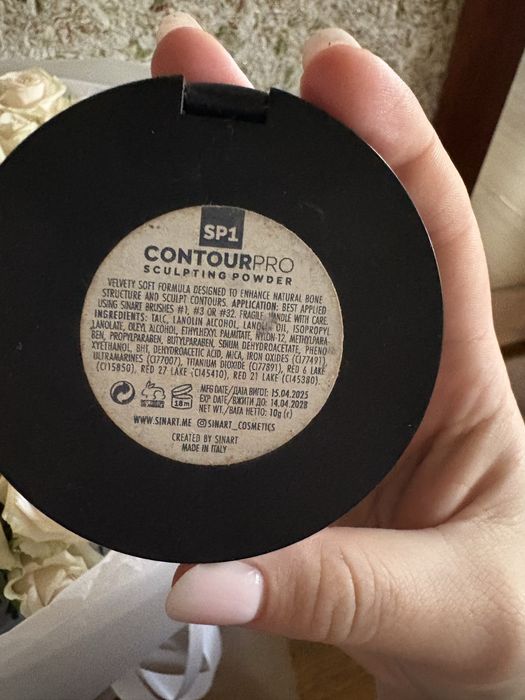 SP1
CONTOURPRO
SCULPTING POWDER
VELVETY SOFT FORMULA DESIGNED TO ENHANCE NATURAL BONE
STRUCTURE AND SCULPT CONTOURS. APPLICATION: BEST APPLIED
USING SINART BRUSHES #1, #3 OR #32. FRAGILE, HANDLE WITH CARE.
INGREDIENTS: TALC, LANOLIN ALCOHOL, LANOLIN OIL, ISOPROPYL
LANOLATE, OLEYL ALCOHOL, ETHYLHEXYL PALMITATE, NYLON-12, METHYLPARA-
BEN, PROPYLPARABEN, BUTYLPARABEN, SODIUM DEHYDROACETATE, PHENO
XYETHANOL, BHT, DEHYDROACETIC ACID, MICA, IRON OXIDES (CI77491)
ULTRAMARINES (CI77007), TITANIUM DIOXIDE (CI77891), RED 6 LAKE
(CI15850), RED 27 LAKE (CI45410), RED 21 LAKE (CI45380).
18m
MFG DATE/ДАТА ВИГОТ: 15.04.2025
EXP DATE/ВЖИТИ ДО: 14.04.2028
NET WT./ВАГА НЕТТО: 10g (г)
WWW.SINART.ME SINART_COSMETICS
CREATED BY SINART
MADE IN ITALY